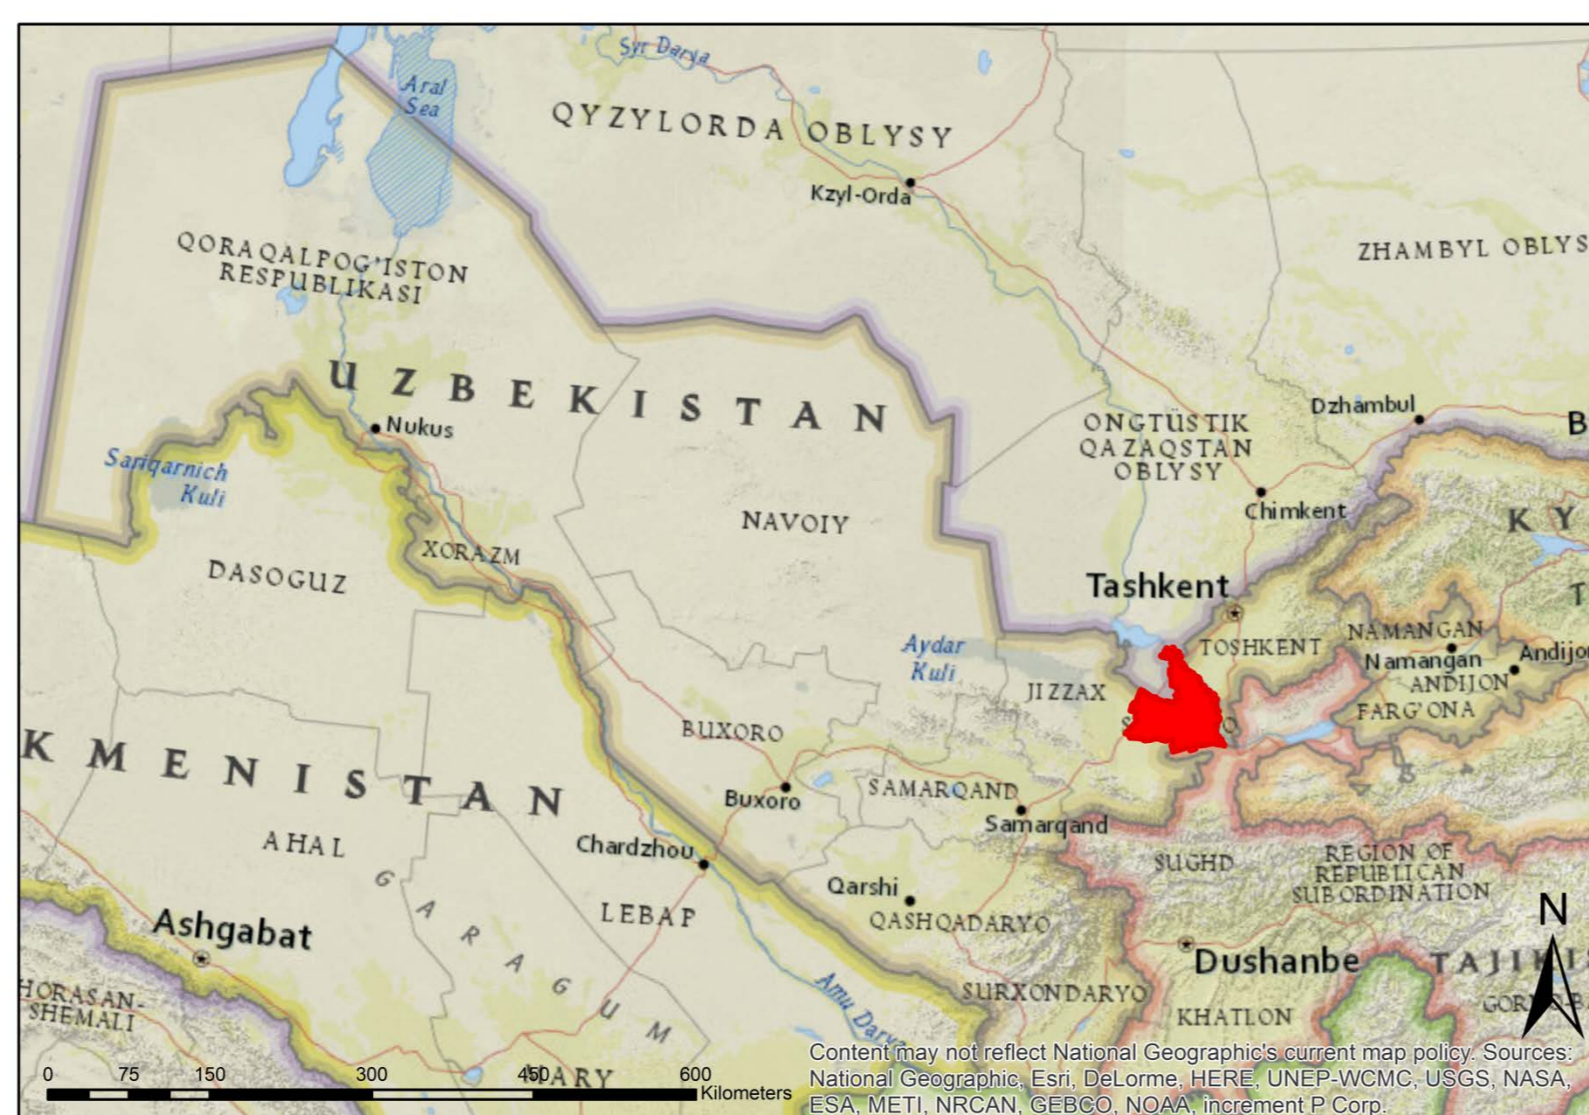 Syr Darya
Aral
Sea
QYZYLORDA OBLYSY
Kzyl-Orda
ZHAMBYL OBLYS
QORAQALPOG'ISTON
RESPUBLIKASI
UZBEKISTAN
Nukus
Sariqarnich
Kuli
ONGTÜSTIK
QAZAQSTAN
OBLYSY
Dzhambul
B
Chimkent
K Y
NAVOIY
XORAZM
DASOGUZ
Tashkent
T
TOSHKENT
NAMANGAN
Namangan
Andijo
ANDIJON
FARG'ONA
Aydar
Kuli
JIZZAX
S
O
BUXORO
Buxoro
SAMARQAND
Samarqand
KMENISTAN
AHAL
GARAGUM
Chardzhou
LEBAP
Qarshi
QASHQADARYO
SUGHD
REGION OF
REPUBLICAN
SUBORDINATION
N
Ashgabat
Dushanbe
TAJIKIS
HORASAN-
SHEMALI
SURXONDARYO
KHATLON
Amu Darya
0 75 150 300 450 600
Kilometers
ARY
Content may not reflect National Geographic's current map policy. Sources:
National Geographic, Esri, DeLorme, HERE, UNEP-WCMC, USGS, NASA,
ESA, METI, NRCAN, GEBCO, NOAA, increment P Corp.